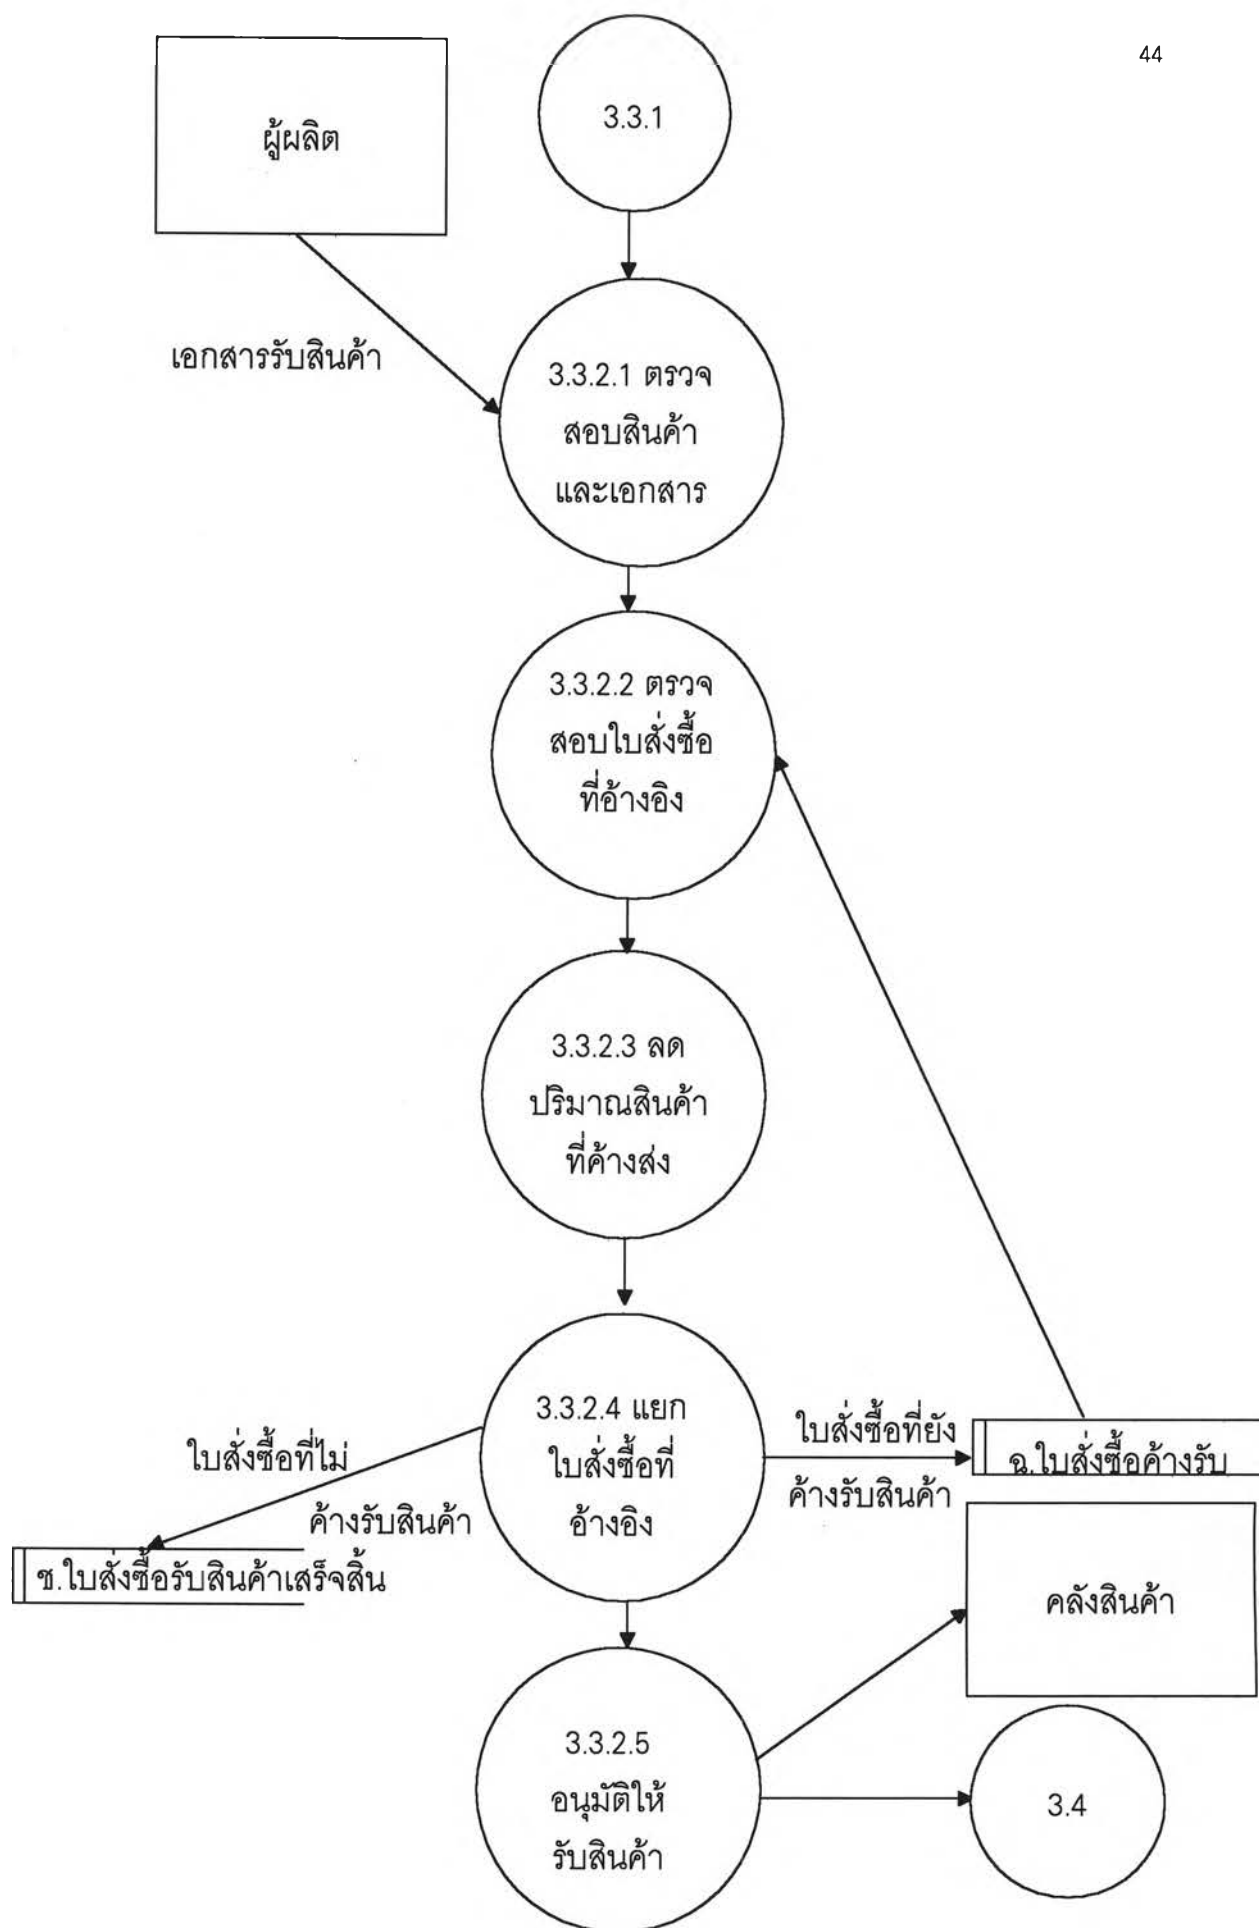 44
ผู้ผลิต
3.3.1
เอกสารรับสินค้า
3.3.2.1 ตรวจ
สอบสินค้า
และเอกสาร
3.3.2.2 ตรวจ
สอบใบสั่งซื้อ
ที่อ้างอิง
3.3.2.3 ลด
ปริมาณสินค้า
ที่ค้างส่ง
3.3.2.4 แยก
ใบสั่งซื้อที่
อ้างอิง
ใบสั่งซื้อที่ไม่
ค้างรับสินค้า
ช.ใบสั่งซื้อรับสินค้าเสร็จสิ้น
ใบสั่งซื้อที่ยัง
ค้างรับสินค้า
ฉ.ใบสั่งซื้อค้างรับ
คลังสินค้า
3.3.2.5
อนุมัติให้
รับสินค้า
3.4